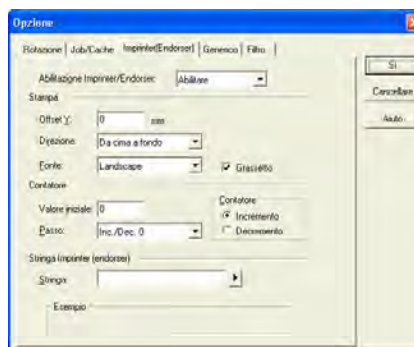 Opzione
Rotazione Job/Cache Imprinter(Endorser) Generico Filtro
Abilitazione Imprinter/Endorser: Abilitare
Stampa
Offset Y: 0 mm
Direzione: Da cima a fondo
Fonte: Landscape Grassetto
Contatore
Valore iniziale: 0
Passo: Inc./Dec. 0
Contatore
Incremento
Decremento
Stringa Imprinter (endorser)
Stringa:
Esempio
Sì
Cancellare
Aiuto